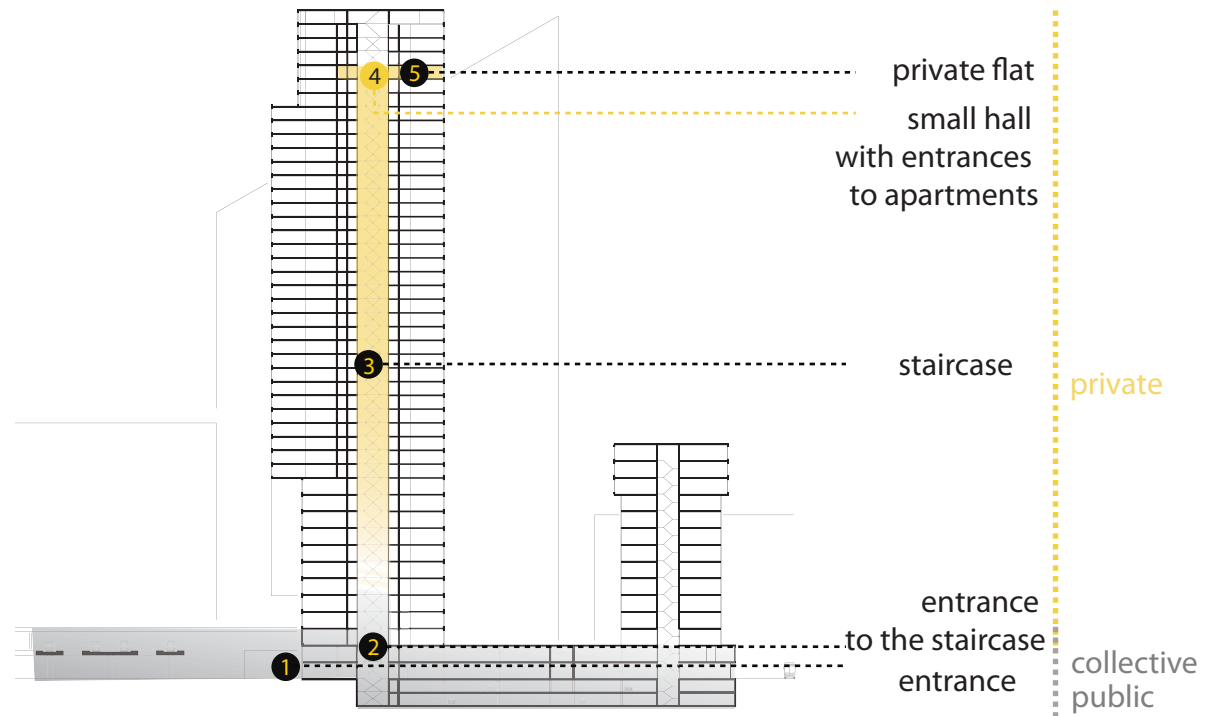 4
5
private flat
small hall
with entrances
to apartments
3
staircase
private
entrance
2
to the staircase
1
entrance
collective
public